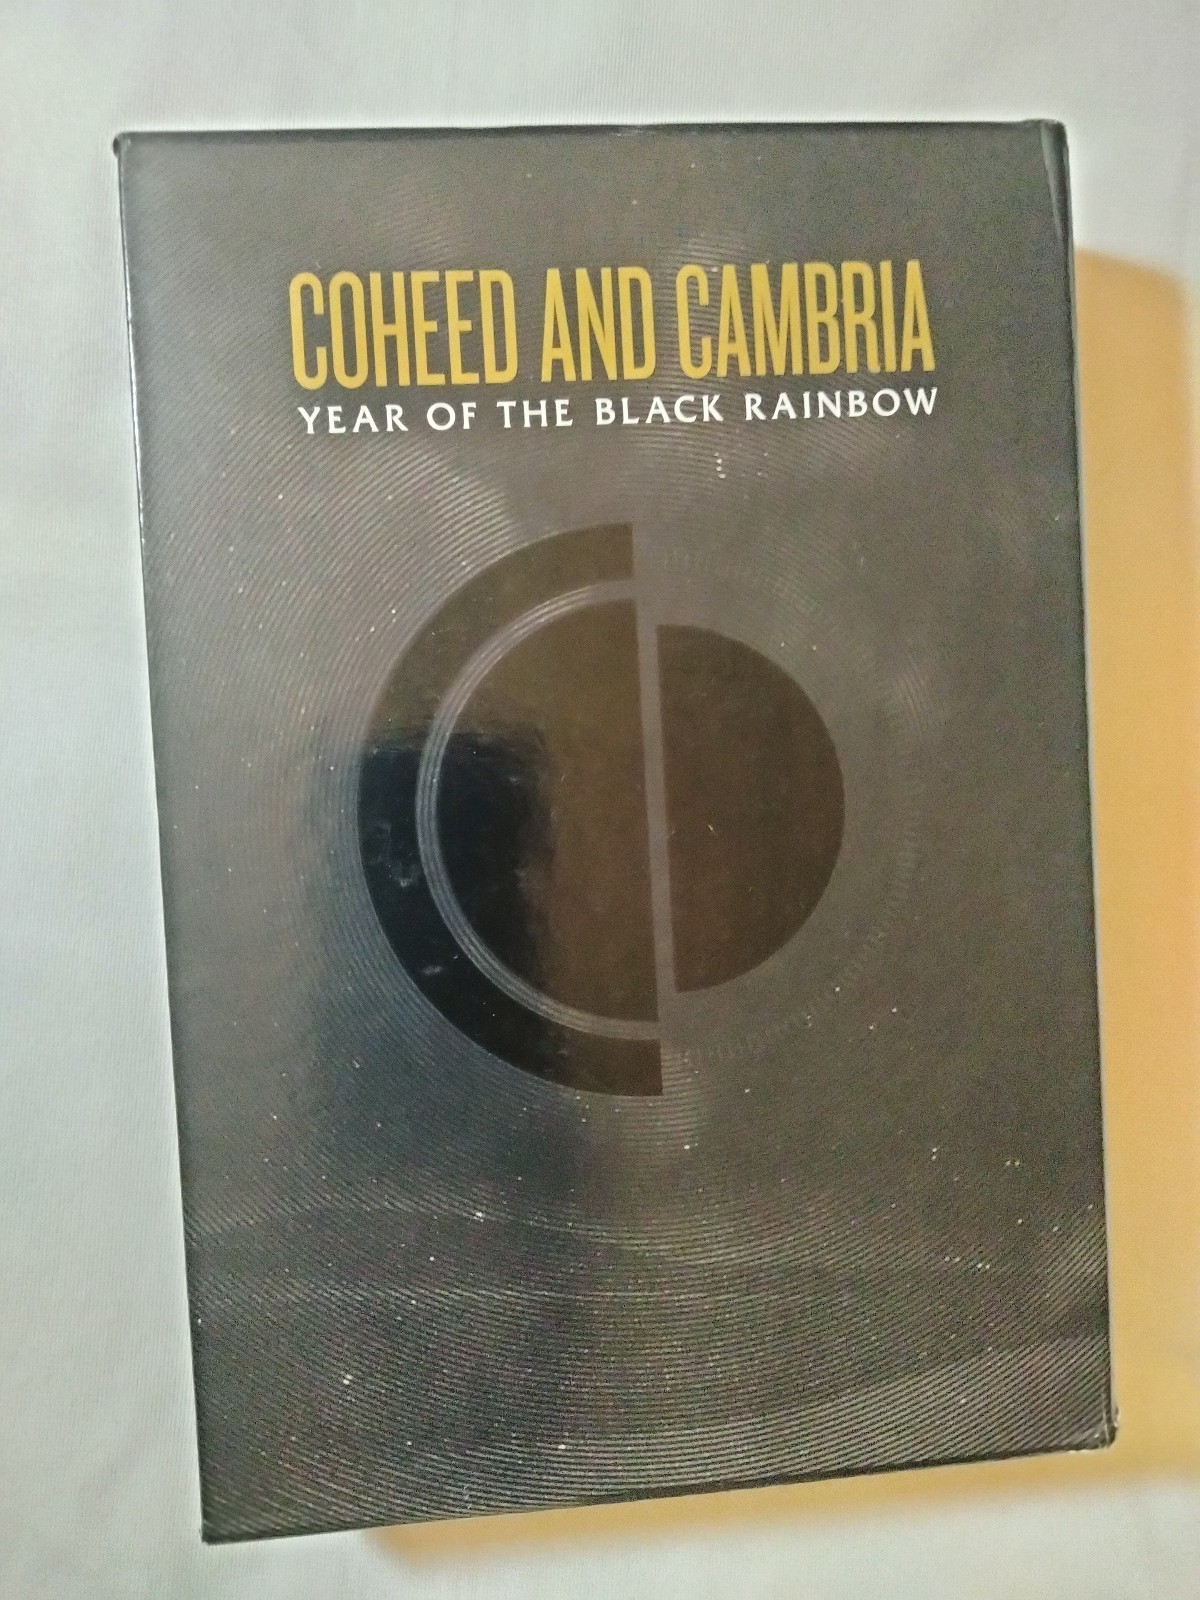 COHEED AND CAMBRIA
YEAR OF THE BLACK RAINBOW